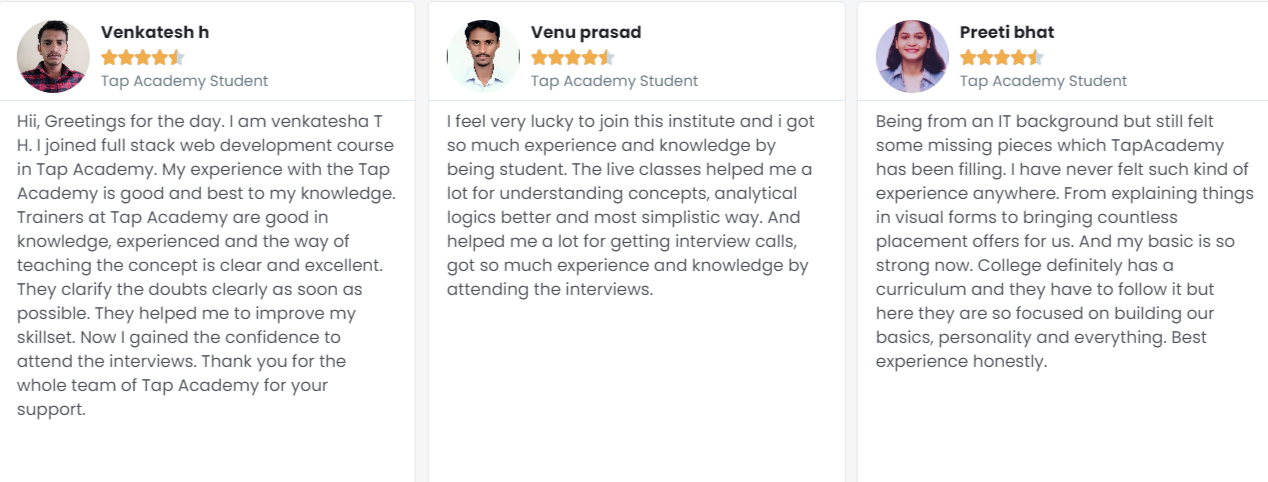 Venkatesh h
Tap Academy Student
Hii, Greetings for the day. I am venkatesha T
H. I joined full stack web development course
in Tap Academy. My experience with the Tap
Academy is good and best to my knowledge.
Trainers at Tap Academy are good in
knowledge, experienced and the way of
teaching the concept is clear and excellent.
They clarify the doubts clearly as soon as
possible. They helped me to improve my
skillset. Now I gained the confidence to
attend the interviews. Thank you for the
whole team of Tap Academy for your
support.
Venu prasad
Tap Academy Student
I feel very lucky to join this institute and i got
so much experience and knowledge by
being student. The live classes helped me a
lot for understanding concepts, analytical
logics better and most simplistic way. And
helped me a lot for getting interview calls,
got so much experience and knowledge by
attending the interviews.
Preeti bhat
Tap Academy Student
Being from an IT background but still felt
some missing pieces which TapAcademy
has been filling. I have never felt such kind of
experience anywhere. From explaining things
in visual forms to bringing countless
placement offers for us. And my basic is so
strong now. College definitely has a
curriculum and they have to follow it but
here they are so focused on building our
basics, personality and everything. Best
experience honestly.